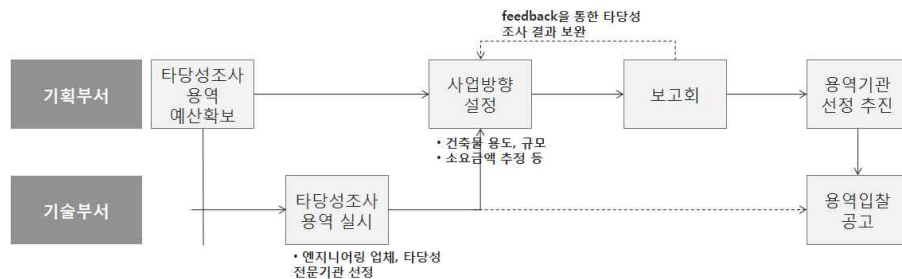 feedback을 통한 타당성
조사 결과 보완
기획부서
타당성조사
용역
예산확보
사업방향
설정
보고회
용역기관
선정 추진
• 건축물 용도, 규모
• 소요금액 추정 등
기술부서
타당성조사
용역 실시
용역입찰
공고
• 엔지니어링 업체, 타당성
전문기관 선정